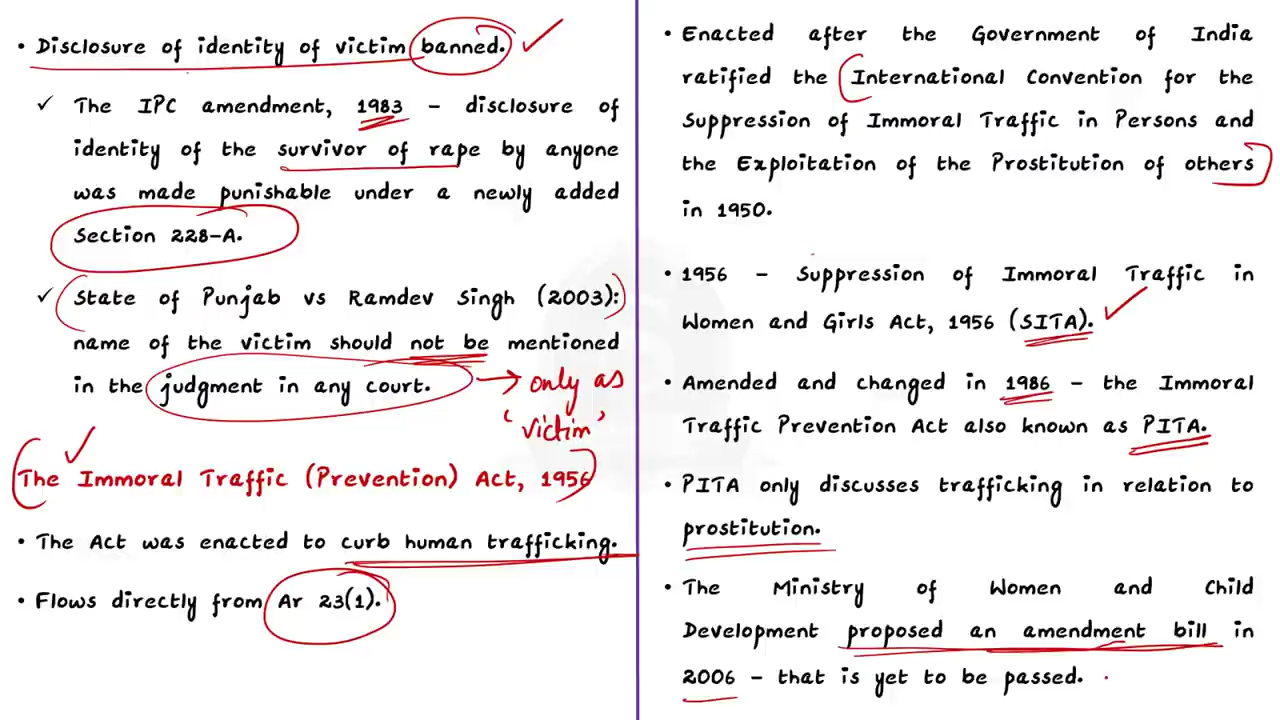 • Disclosure of identity of victim banned.
✓ The IPC amendment, 1983 – disclosure of
identity of the survivor of rape by anyone
was made punishable under a newly added
Section 228-A.
✓ State of Punjab vs Ramdev Singh (2003):
name of the victim should not be mentioned
in the judgment in any court. → only as
'victim'
The Immoral Traffic (Prevention) Act, 1956
• The Act was enacted to curb human trafficking.
• Flows directly from Ar 23(1).
• Enacted after the Government of India
ratified the International Convention for the
Suppression of Immoral Traffic in Persons and
the Exploitation of the Prostitution of others
in 1950.
• 1956 – Suppression of Immoral Traffic in
Women and Girls Act, 1956 (SITA).
• Amended and changed in 1986 – the Immoral
Traffic Prevention Act also known as PITA.
• PITA only discusses trafficking in relation to
prostitution.
• The Ministry of Women and Child
Development proposed an amendment bill in
2006 – that is yet to be passed.